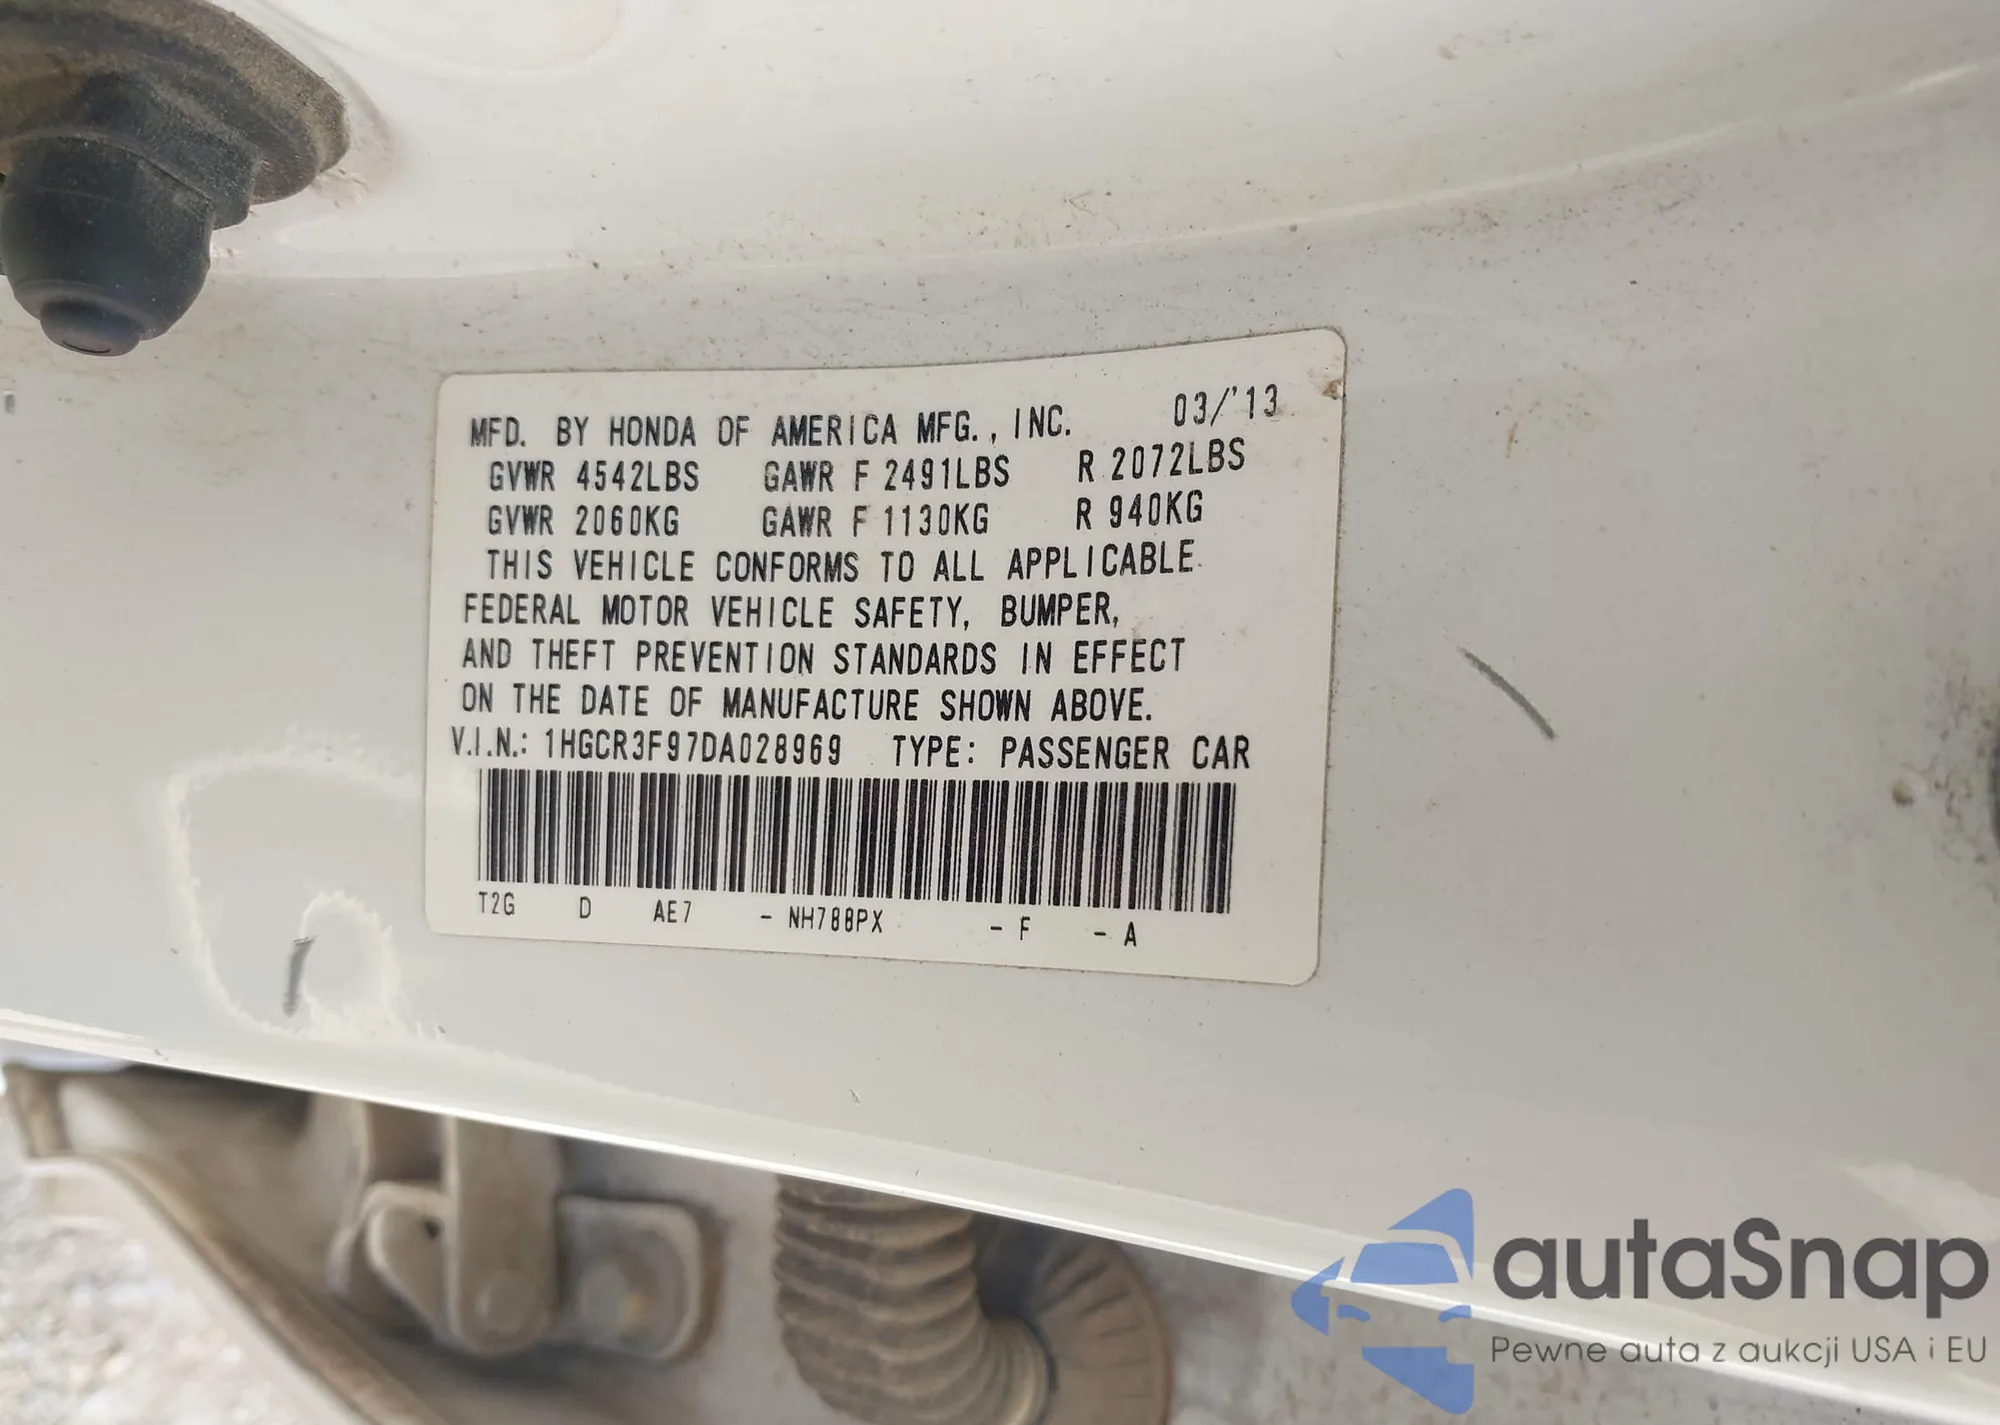 MFD. BY HONDA OF AMERICA MFG., INC. 03/'13
GVWR 4542LBS GAWR F 2491LBS R 2072LBS
GVWR 2060KG GAWR F 1130KG R 940KG
THIS VEHICLE CONFORMS TO ALL APPLICABLE
FEDERAL MOTOR VEHICLE SAFETY, BUMPER,
AND THEFT PREVENTION STANDARDS IN EFFECT
ON THE DATE OF MANUFACTURE SHOWN ABOVE.
V.I.N.: 1HGCR3F97DA028969 TYPE: PASSENGER CAR
T2G D AE7 - NH788PX - F - A
autaSnap
Pewne auta z aukcji USA i EU